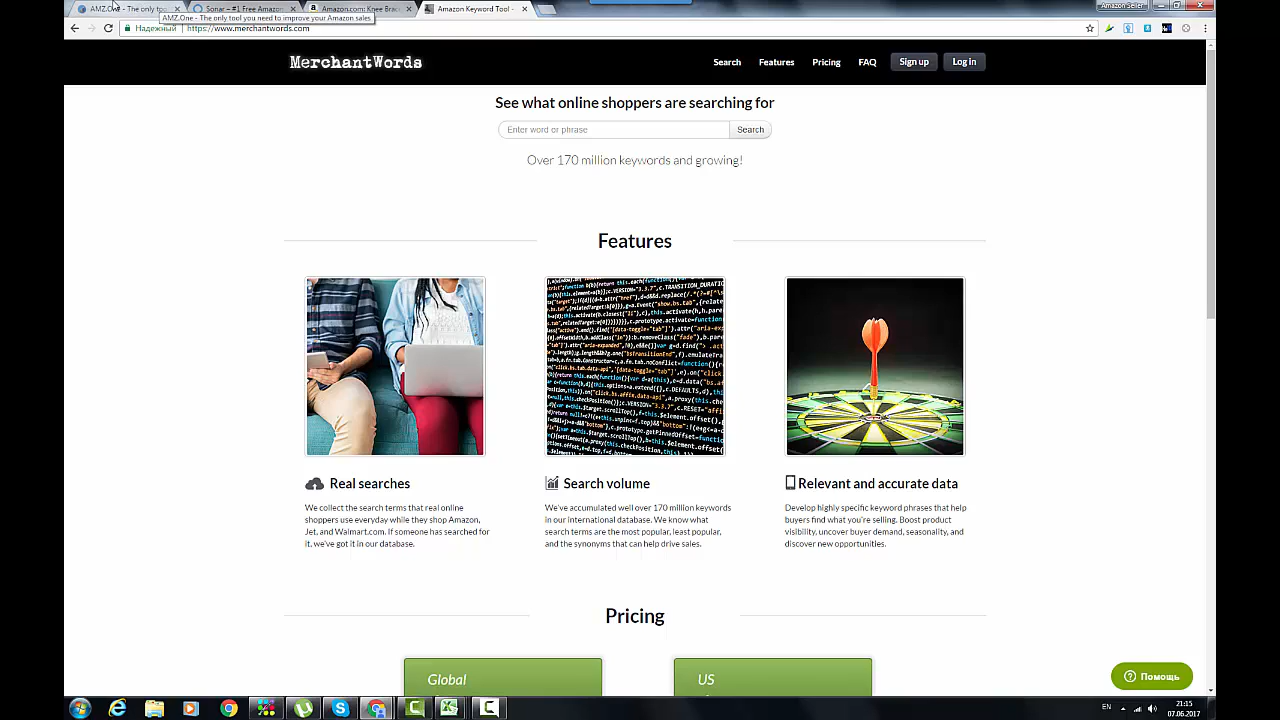 AMZ.One - The only too
Sonar – #1 Free Amazon
Amazon.com: Knee Brac
Amazon Keyword Tool -
Amazon Seller
AMZ.One - The only tool you need to improve your Amazon sales
Надежный
https://www.merchantwords.com
MerchantWords
Search
Features
Pricing
FAQ
Sign up
Log in
See what online shoppers are searching for
Enter word or phrase
Search
Over 170 million keywords and growing!
Features
Real searches
We collect the search terms that real online
shoppers use everyday while they shop Amazon,
Jet, and Walmart.com. If someone has searched for
it, we've got it in our database.
Search volume
We've accumulated well over 170 million keywords
in our international database. We know what
search terms are the most popular, least popular,
and the synonyms that can help drive sales.
Relevant and accurate data
Develop highly specific keyword phrases that help
buyers find what you're selling. Boost product
visibility, uncover buyer demand, seasonality, and
discover new opportunities.
Pricing
Global
US
Помощь
EN
21:15
07.06.2017